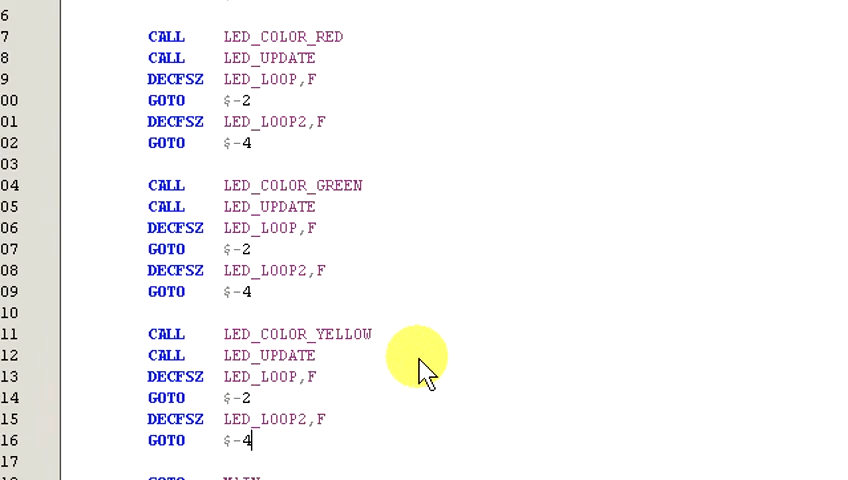 6
7 CALL LED_COLOR_RED
8 CALL LED_UPDATE
9 DECFSZ LED_LOOP,F
00 GOTO $-2
01 DECFSZ LED_LOOP2,F
02 GOTO $-4
03
04 CALL LED_COLOR_GREEN
05 CALL LED_UPDATE
06 DECFSZ LED_LOOP,F
07 GOTO $-2
08 DECFSZ LED_LOOP2,F
09 GOTO $-4
10
11 CALL LED_COLOR_YELLOW
12 CALL LED_UPDATE
13 DECFSZ LED_LOOP,F
14 GOTO $-2
15 DECFSZ LED_LOOP2,F
16 GOTO $-4
17
GOTO MAIN